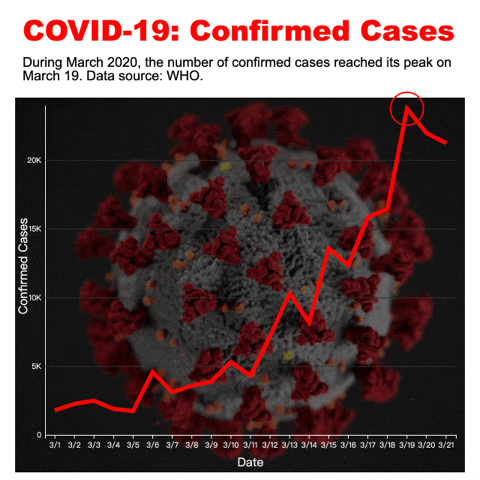 COVID-19: Confirmed Cases
During March 2020, the number of confirmed cases reached its peak on
March 19. Data source: WHO.
20K
15K
10K
5K
0
Confirmed Cases
3/1 3/2 3/3 3/4 3/5 3/6 3/7 3/8 3/9 3/10 3/11 3/12 3/13 3/14 3/15 3/16 3/17 3/18 3/19 3/20 3/21
Date